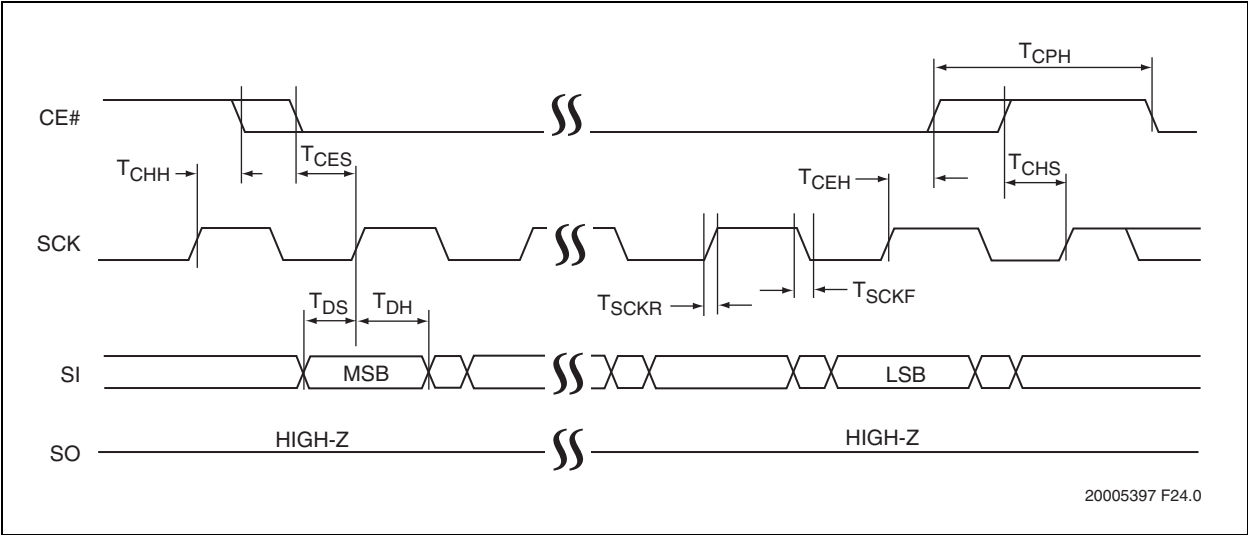 TCPH
CE#
TCHH
TCES
TCEH
TCHS
SCK
TDS
TDH
TSCKR
TSCKF
SI
MSB
LSB
SO
HIGH-Z
HIGH-Z
20005397 F24.0